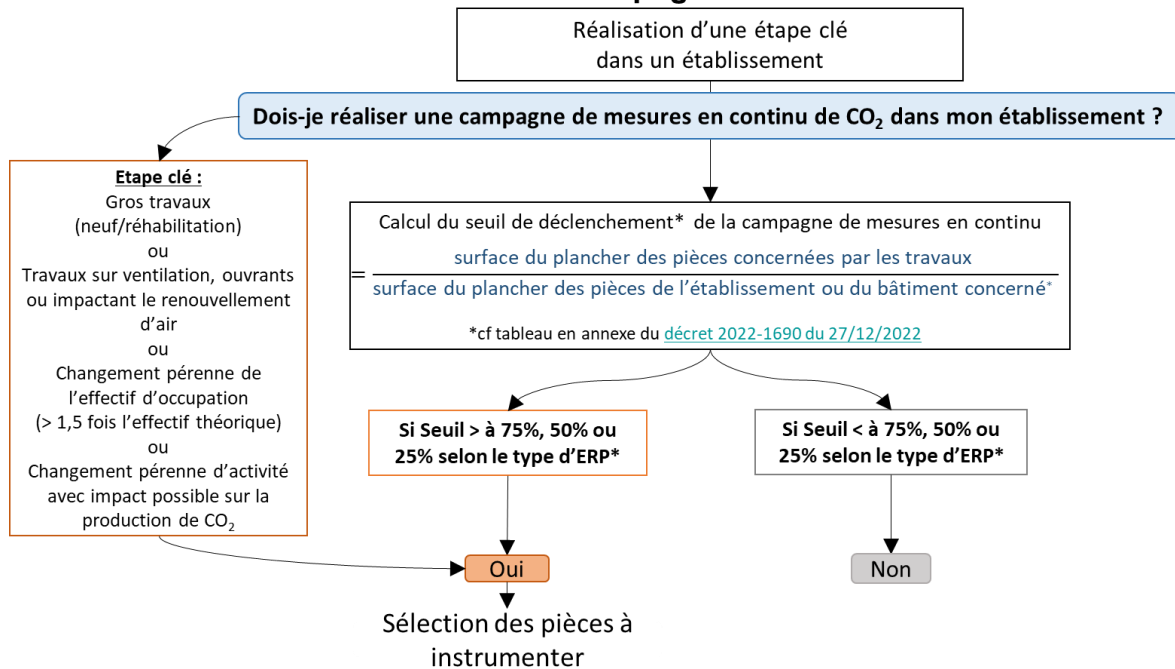 Réalisation d’une étape clé
dans un établissement
Dois-je réaliser une campagne de mesures en continu de CO₂ dans mon établissement ?
Etape clé :
Gros travaux
(neuf/réhabilitation)
ou
Travaux sur ventilation, ouvrants
ou impactant le renouvellement
d’air
ou
Changement pérenne de
l’effectif d’occupation
(> 1,5 fois l’effectif théorique)
ou
Changement pérenne d’activité
avec impact possible sur la
production de CO₂
Calcul du seuil de déclenchement* de la campagne de mesures en continu
surface du plancher des pièces concernées par les travaux
=
surface du plancher des pièces de l’établissement ou du bâtiment concerné*
*cf tableau en annexe du décret 2022-1690 du 27/12/2022
Si Seuil > à 75%, 50% ou
25% selon le type d’ERP*
Si Seuil < à 75%, 50% ou
25% selon le type d’ERP*
Oui
Non
Sélection des pièces à
instrumenter